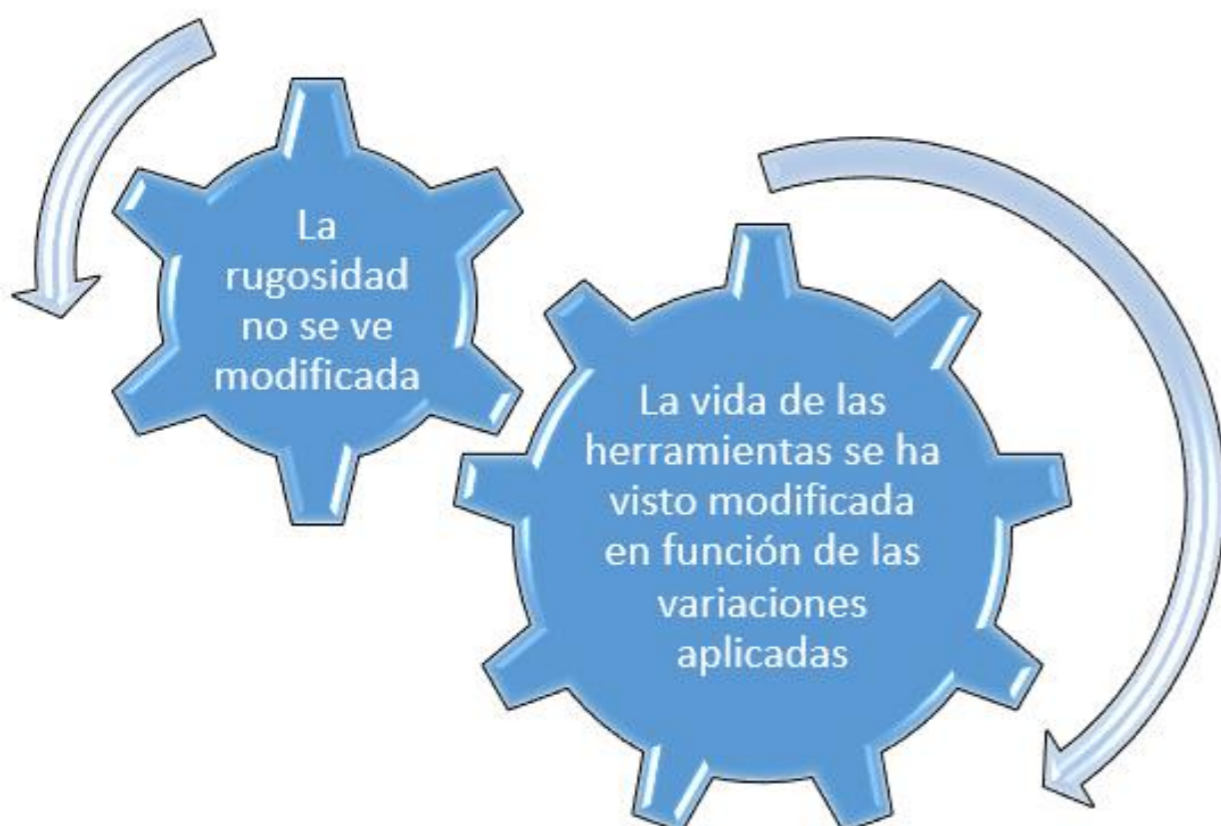 La
rugosidad
no se ve
modificada
La vida de las
herramientas se ha
visto modificada
en función de las
variaciones
aplicadas